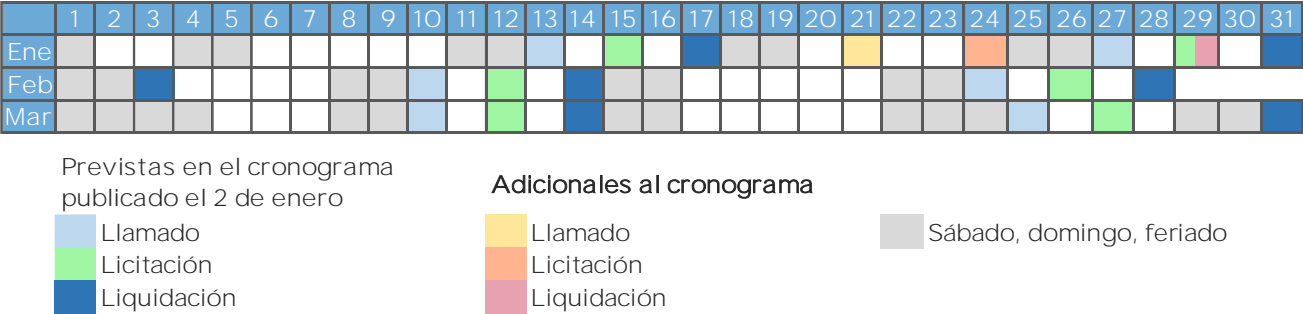 1 2 3 4 5 6 7 8 9 10 11 12 13 14 15 16 17 18 19 20 21 22 23 24 25 26 27 28 29 30 31
Ene
Feb
Mar
Previstas en el cronograma
publicado el 2 de enero
Llamado
Licitación
Liquidación
Adicionales al cronograma
Llamado
Licitación
Liquidación
Sábado, domingo, feriado